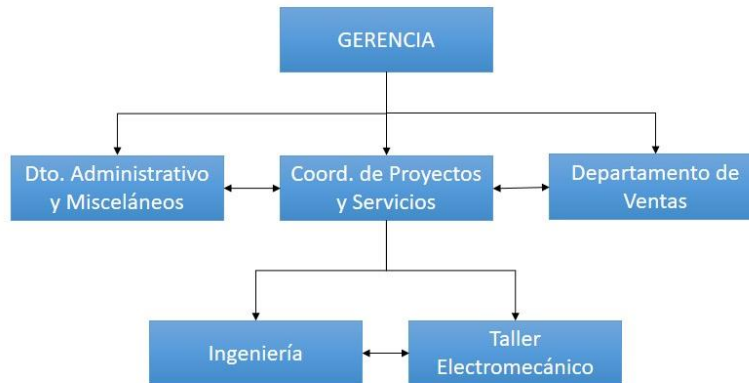 GERENCIA
Dto. Administrativo
y Misceláneos
Coord. de Proyectos
y Servicios
Departamento de
Ventas
Ingeniería
Taller
Electromecánico